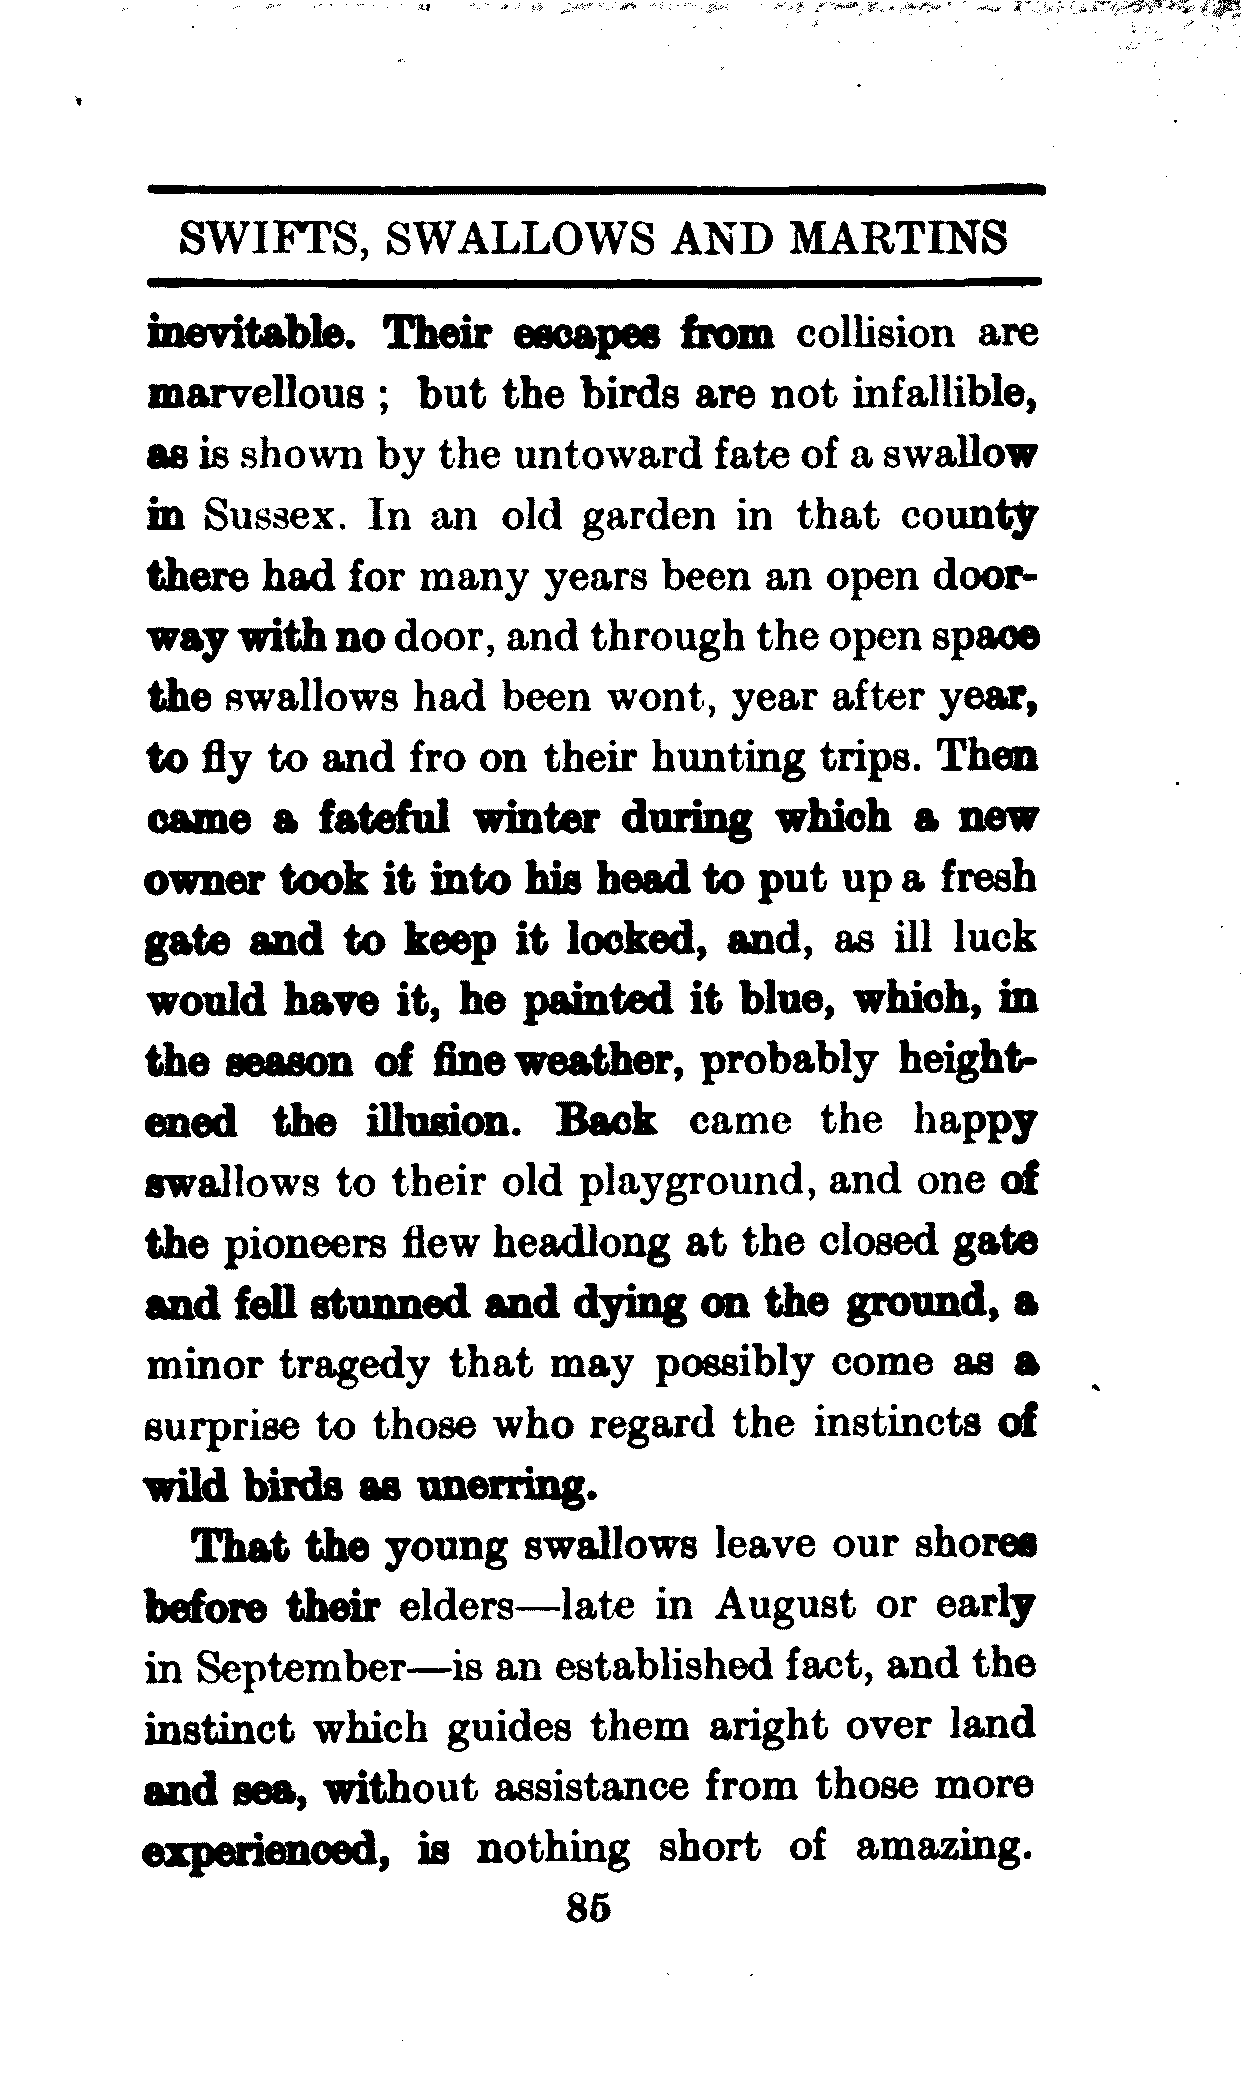 SWIFTS, SWALLOWS AND MARTINS
inevitable. Their escapes from collision are
marvellous ; but the birds are not infallible,
as is shown by the untoward fate of a swallow
in Sussex. In an old garden in that county
there had for many years been an open door-
way with no door, and through the open space
the swallows had been wont, year after year,
to fly to and fro on their hunting trips. Then
came a fateful winter during which a new
owner took it into his head to put up a fresh
gate and to keep it locked, and, as ill luck
would have it, he painted it blue, which, in
the season of fine weather, probably height-
ened the illusion. Back came the happy
swallows to their old playground, and one of
the pioneers flew headlong at the closed gate
and fell stunned and dying on the ground, a
minor tragedy that may possibly come as a
surprise to those who regard the instincts of
wild birds as unerring.
That the young swallows leave our shores
before their elders—late in August or early
in September—is an established fact, and the
instinct which guides them aright over land
and sea, without assistance from those more
experienced, is nothing short of amazing.
85